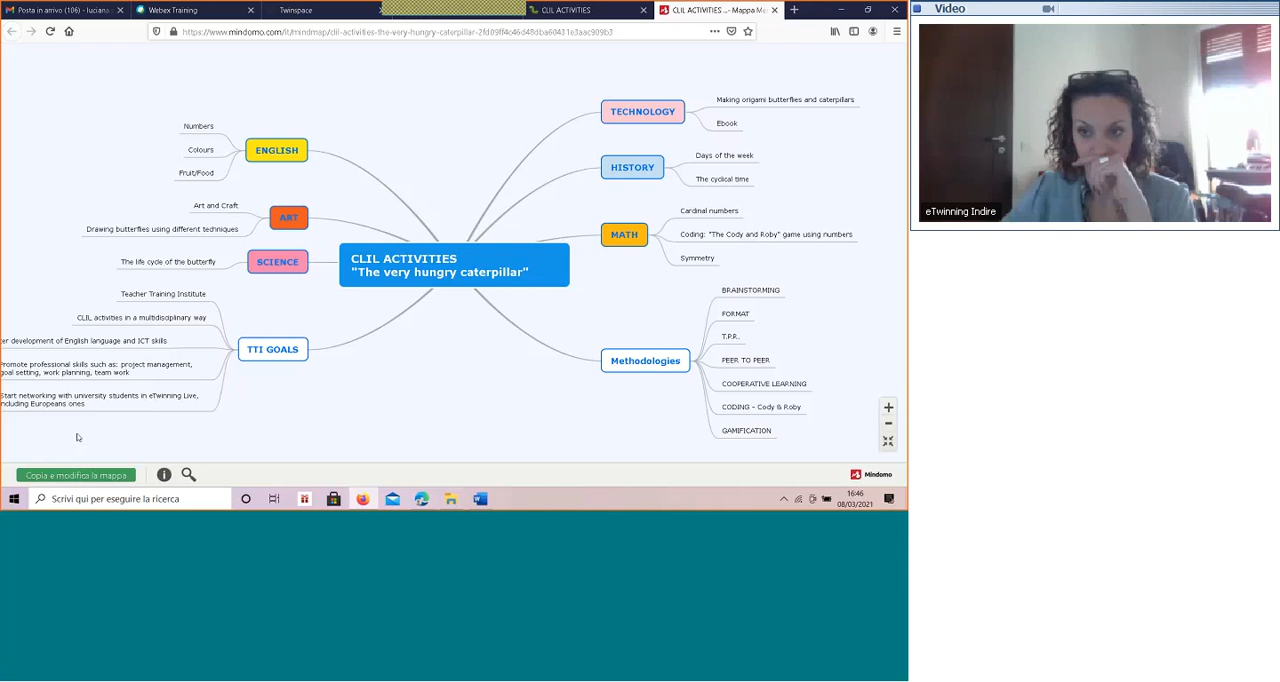 Posta in arrivo (106) - luciana.
Webex Training
Twinspace
CLIL ACTIVITIES
CLIL ACTIVITIES ...- Mappa Me
https://www.mindomo.com/it/mindmap/clil-activities-the-very-hungry-caterpillar-2fd09ff4c46d48dba60431e3aac909b3
Video
eTwinning Indire
Numbers
Colours
Fruit/Food
ENGLISH
Art and Craft
Drawing butterflies using different techniques
ART
The life cycle of the butterfly
SCIENCE
Teacher Training Institute
CLIL activities in a multidisciplinary way
er development of English language and ICT skills
Promote professional skills such as: project management,
goal setting, work planning, team work
Start networking with university students in eTwinning Live,
including Europeans ones
TTI GOALS
CLIL ACTIVITIES
"The very hungry caterpillar"
TECHNOLOGY
Making origami butterflies and caterpillars
Ebook
HISTORY
Days of the week
The cyclical time
MATH
Cardinal numbers
Coding: "The Cody and Roby" game using numbers
Symmetry
Methodologies
BRAINSTORMING
FORMAT
T.P.R.
PEER TO PEER
COOPERATIVE LEARNING
CODING - Cody & Roby
GAMIFICATION
Copia e modifica la mappa
Mindomo
Scrivi qui per eseguire la ricerca
16:46
08/03/2021